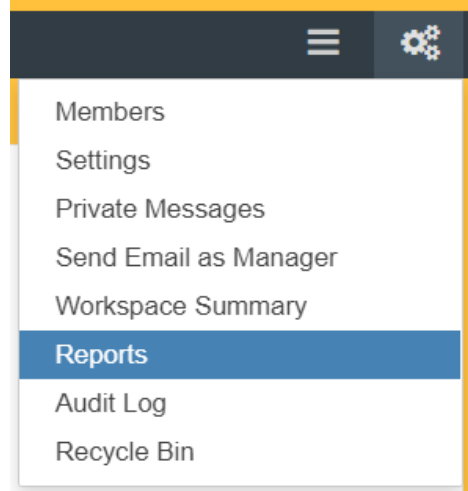 Members
Settings
Private Messages
Send Email as Manager
Workspace Summary
Reports
Audit Log
Recycle Bin